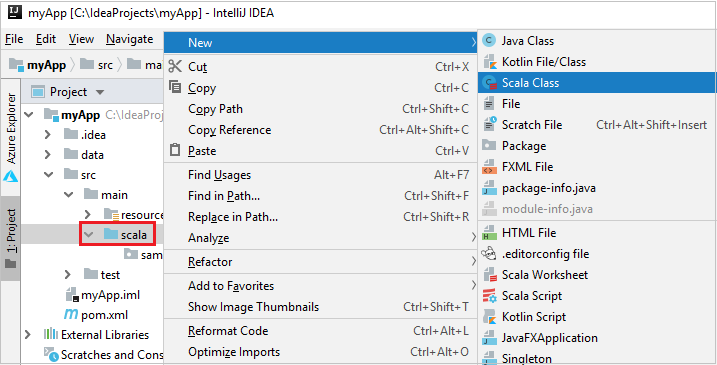 myApp [C:\IdeaProjects\myApp] - IntelliJ IDEA
File Edit View Navigate
myApp src ma
Project
myApp C:\IdeaProj
.idea
data
src
main
resource
scala
sam
test
myApp.iml
pom.xml
External Libraries
Scratches and Cons
Azure Explorer
1: Project
New
Cut Ctrl+X
Copy Ctrl+C
Copy Path Ctrl+Shift+C
Copy Reference Ctrl+Alt+Shift+C
Paste Ctrl+V
Find Usages Alt+F7
Find in Path... Ctrl+Shift+F
Replace in Path... Ctrl+Shift+R
Analyze
Refactor
Add to Favorites
Show Image Thumbnails Ctrl+Shift+T
Reformat Code Ctrl+Alt+L
Optimize Imports Ctrl+Alt+O
Java Class
Kotlin File/Class
Scala Class
File
Scratch File Ctrl+Alt+Shift+Insert
Package
FXML File
package-info.java
module-info.java
HTML File
.editorconfig file
Scala Worksheet
Scala Script
Kotlin Script
JavaFXApplication
Singleton